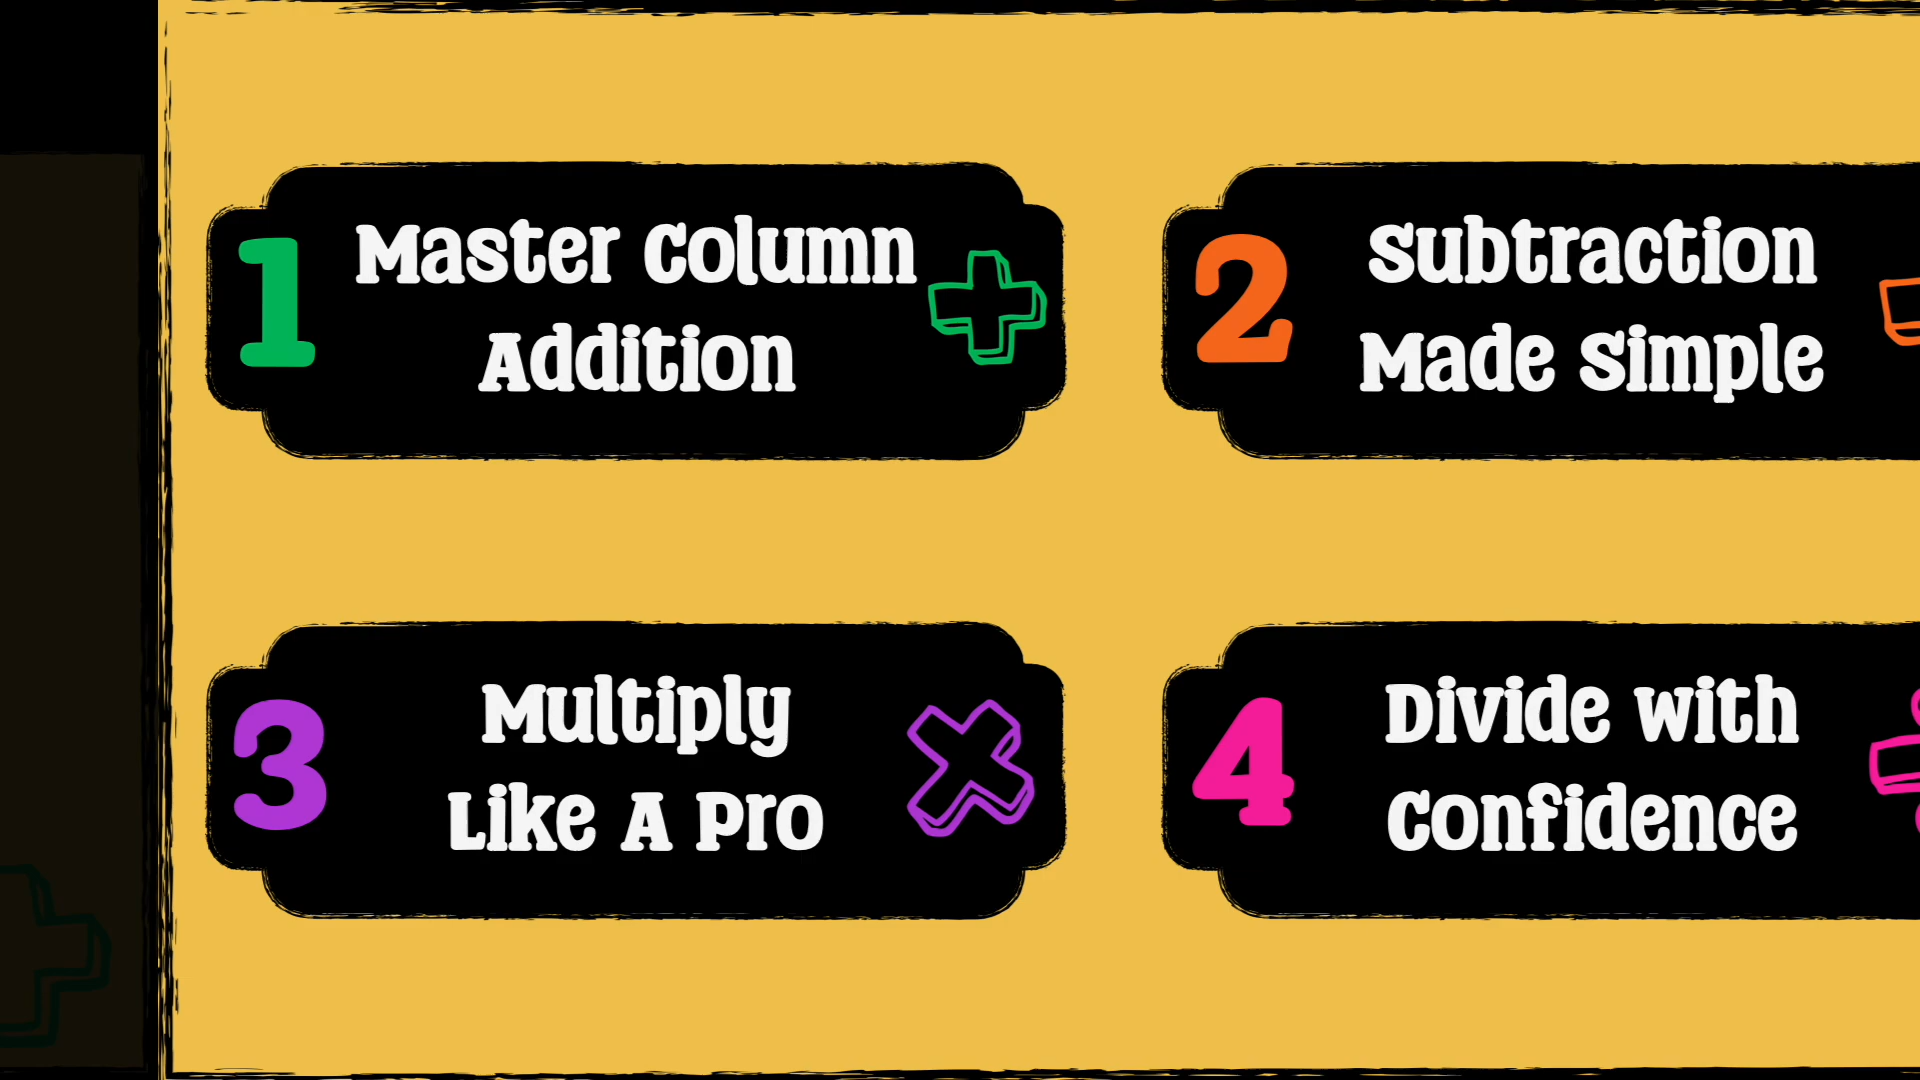 1
Master Column
Addition
2
Subtraction
Made Simple
3
Multiply
Like A Pro
4
Divide with
Confidence